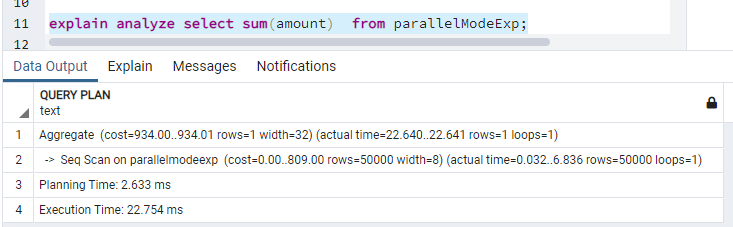 10
11 explain analyze select sum(amount)  from parallelModeExp;
12
Data Output Explain Messages Notifications
QUERY PLAN
text
1 Aggregate (cost=934.00..934.01 rows=1 width=32) (actual time=22.640..22.641 rows=1 loops=1)
2 -> Seq Scan on parallelmodeexp (cost=0.00..809.00 rows=50000 width=8) (actual time=0.032..6.836 rows=50000 loops=1)
3 Planning Time: 2.633 ms
4 Execution Time: 22.754 ms